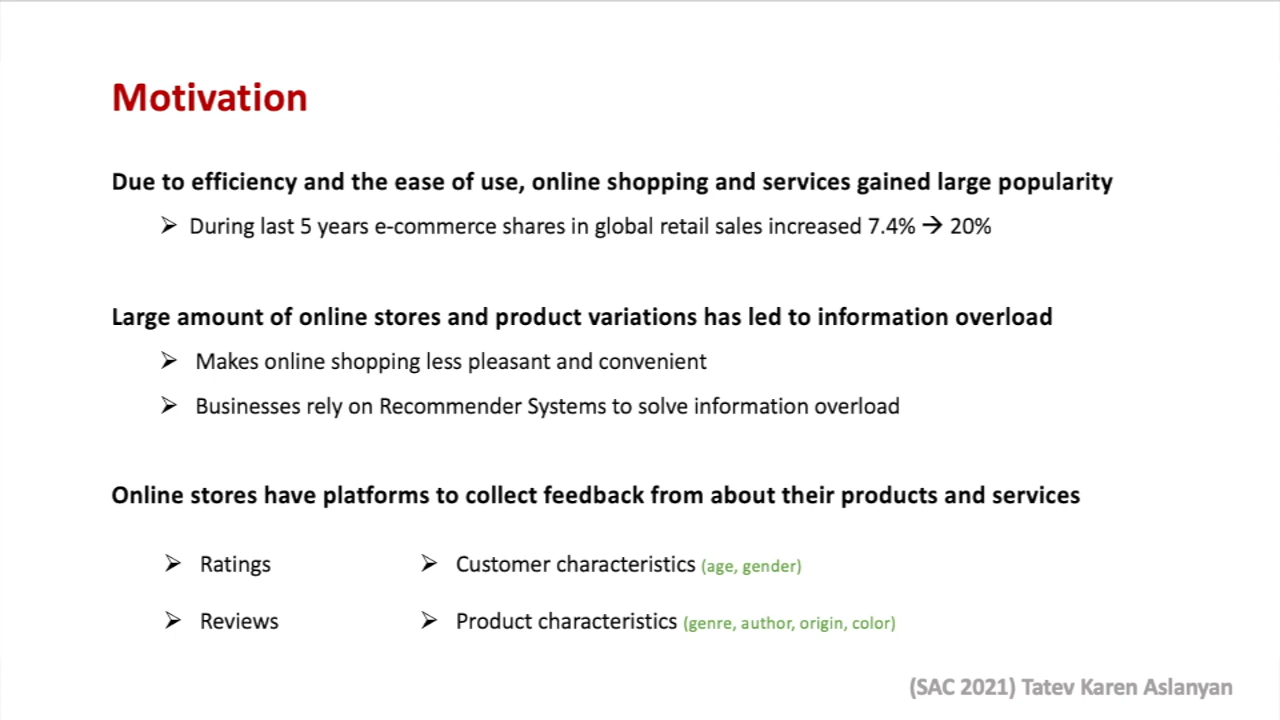 Motivation
Due to efficiency and the ease of use, online shopping and services gained large popularity
➢ During last 5 years e-commerce shares in global retail sales increased 7.4% → 20%
Large amount of online stores and product variations has led to information overload
➢ Makes online shopping less pleasant and convenient
➢ Businesses rely on Recommender Systems to solve information overload
Online stores have platforms to collect feedback from about their products and services
➢ Ratings ➢ Customer characteristics (age, gender)
➢ Reviews ➢ Product characteristics (genre, author, origin, color)
(SAC 2021) Tatev Karen Aslanyan